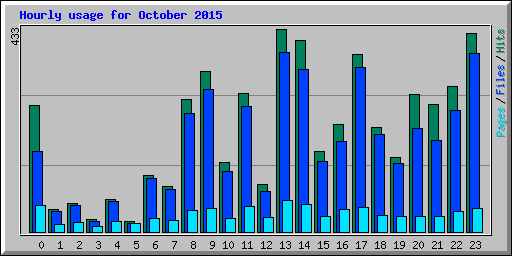 Hourly usage for October 2015
433
Pages/Files/Hits
0 1 2 3 4 5 6 7 8 9 10 11 12 13 14 15 16 17 18 19 20 21 22 23